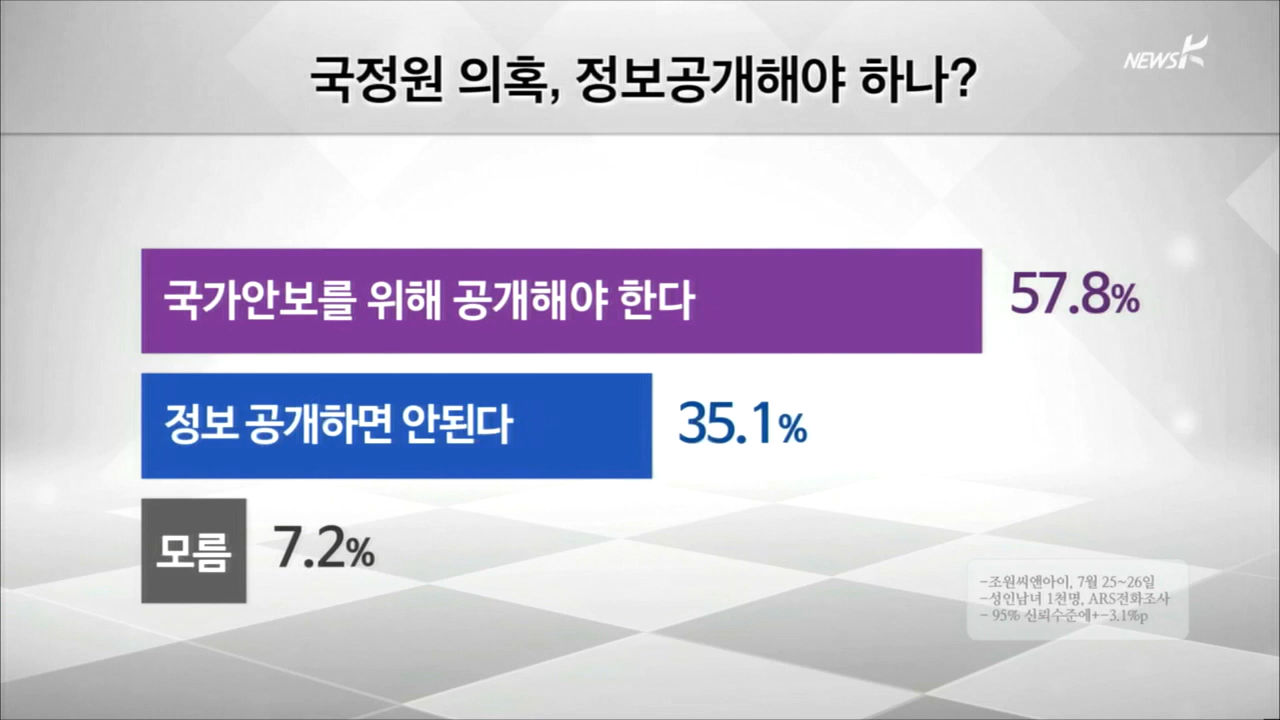 국정원 의혹, 정보공개해야 하나?
NEWS K
국가안보를 위해 공개해야 한다
57.8%
정보 공개하면 안된다
35.1%
모름
7.2%
-조원씨앤아이, 7월 25~26일
-성인남녀 1천명, ARS전화조사
- 95% 신뢰수준에+-3.1%p